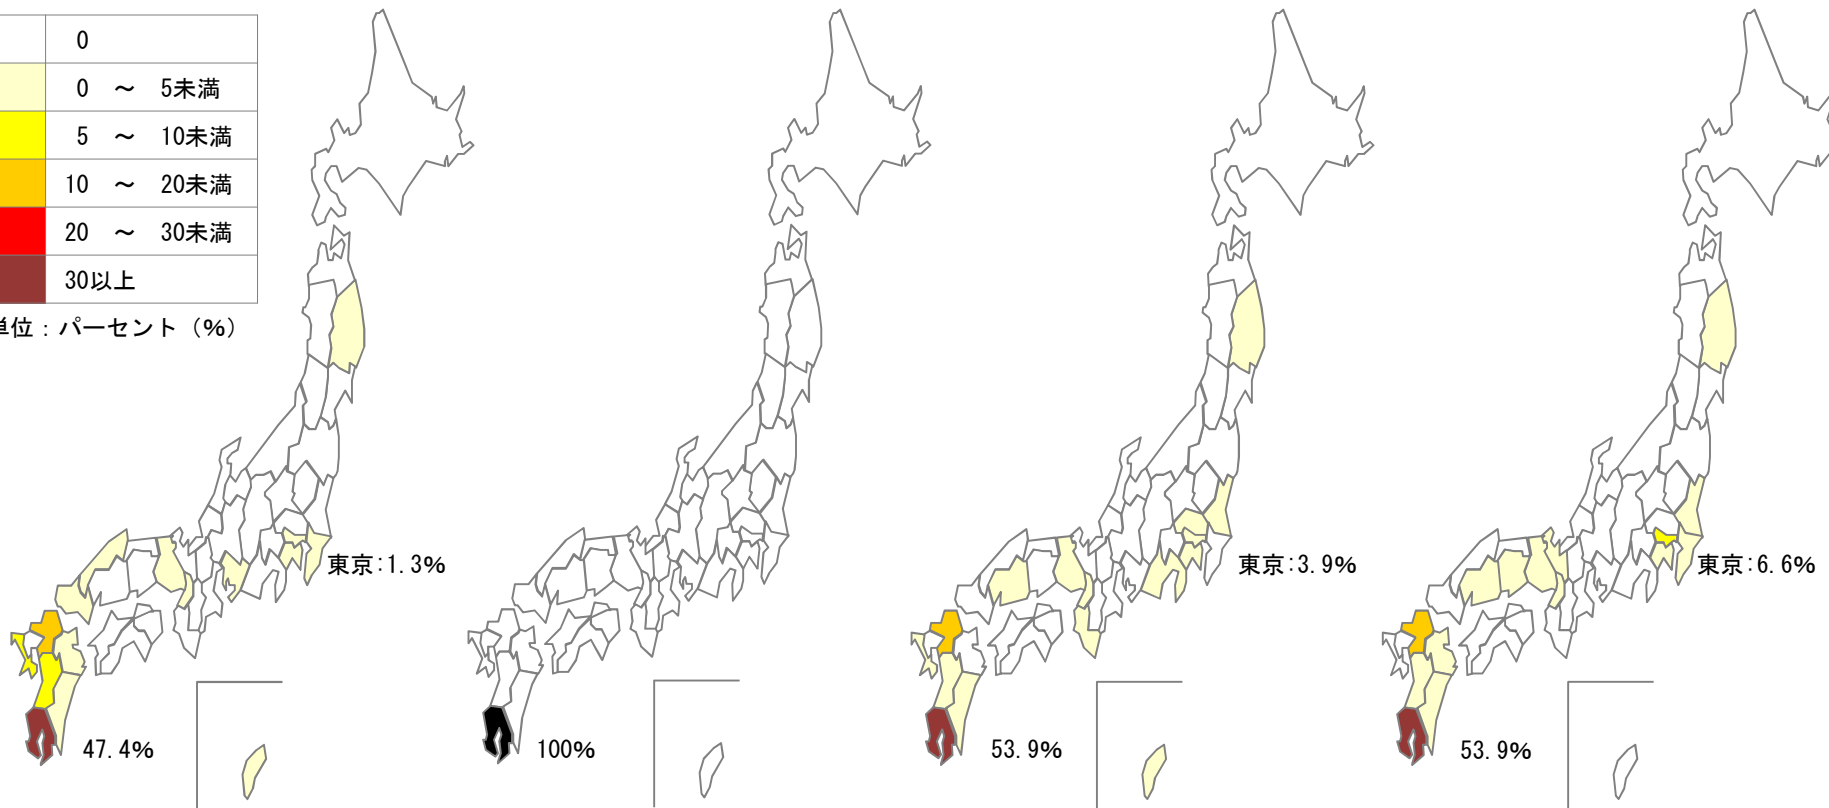 0
0 ～ 5未満
5 ～ 10未満
10 ～ 20未満
20 ～ 30未満
30以上
単位：パーセント（%）
東京:1.3%
東京:3.9%
東京:6.6%
47.4%
100%
53.9%
53.9%